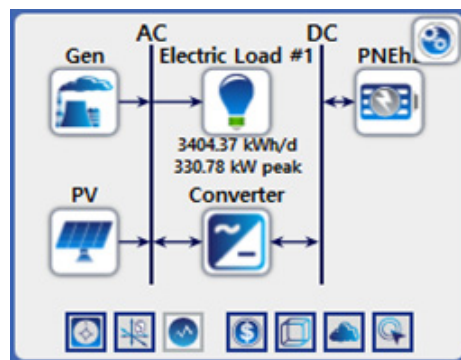 AC DC
Gen Electric Load #1 PNEh
3404.37 kWh/d
330.78 kW peak
PV Converter